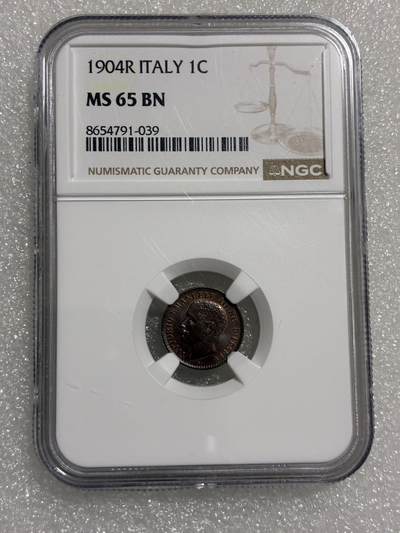 1904R ITALY 1C
MS 65 BN
8654791-039
NUMISMATIC GUARANTY COMPANY NGC